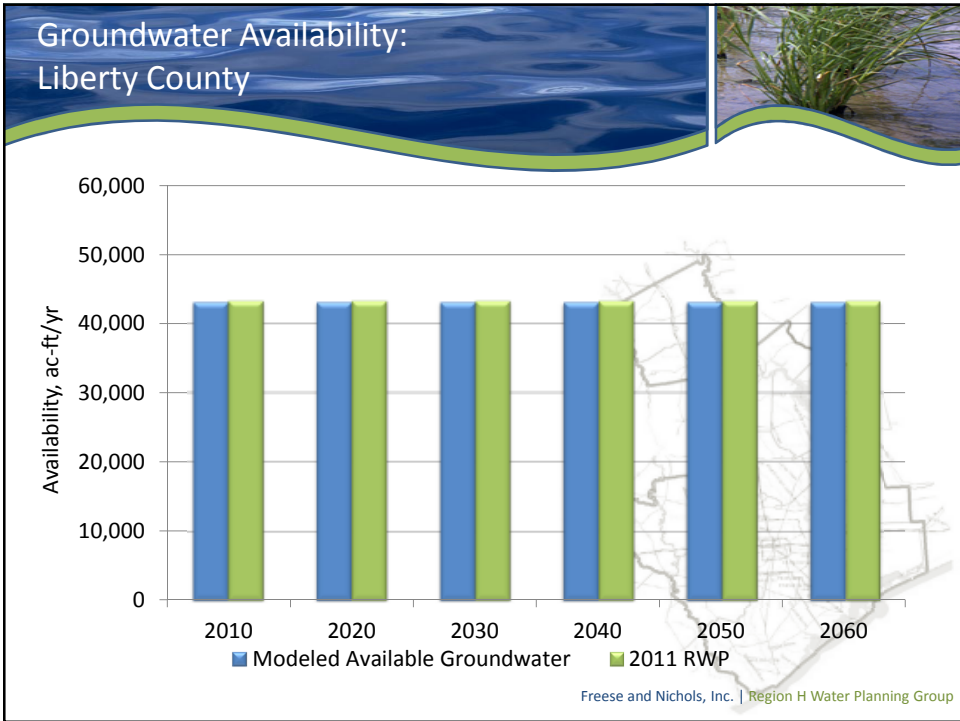 Groundwater Availability:
Liberty County
60,000
50,000
40,000
30,000
20,000
10,000
0
Availability, ac-ft/yr
2010 2020 2030 2040 2050 2060
Modeled Available Groundwater 2011 RWP
Freese and Nichols, Inc. | Region H Water Planning Group